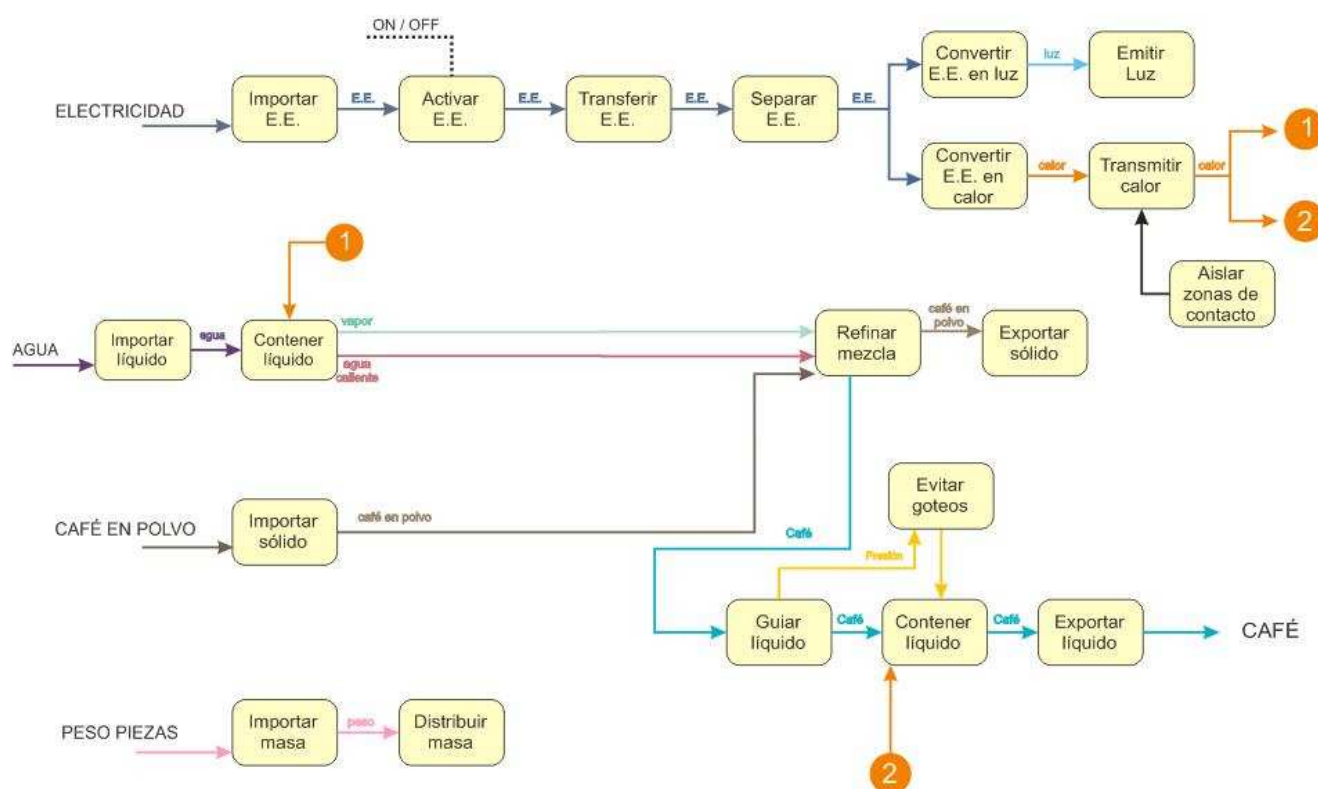 ON / OFF
ELECTRICIDAD
Importar
E.E.
E.E.
Activar
E.E.
E.E.
Transferir
E.E.
E.E.
Separar
E.E.
E.E.
Convertir
E.E. en luz
luz
Emitir
Luz
Convertir
E.E. en
calor
calor
Transmitir
calor
calor
1
2
Aislar
zonas de
contacto
1
AGUA
Importar
líquido
agua
Contener
líquido
vapor
agua
caliente
Refinar
mezcla
café en
polvo
Exportar
sólido
CAFÉ EN POLVO
Importar
sólido
café en polvo
Café
Evitar
goteos
Presión
Guiar
líquido
Café
Contener
líquido
Café
Exportar
líquido
CAFÉ
2
PESO PIEZAS
Importar
masa
peso
Distribuir
masa